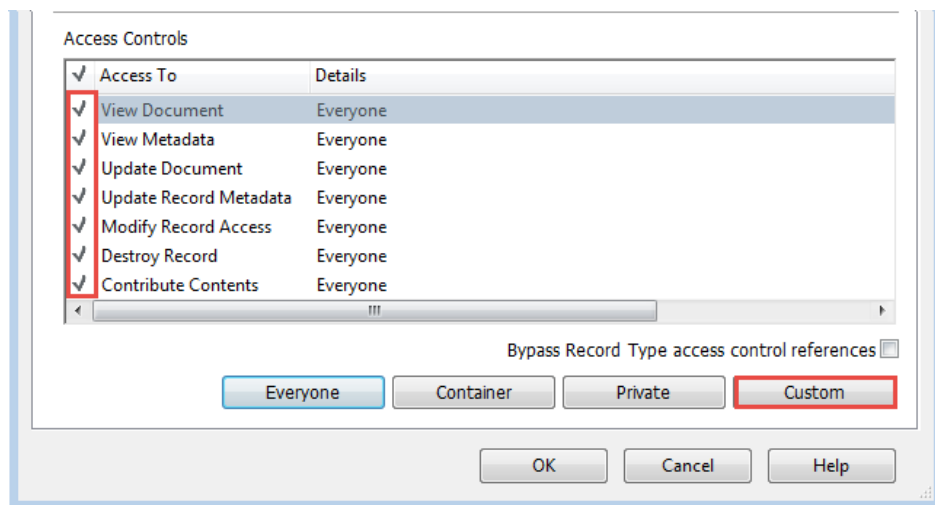 Access Controls
Access To Details
View Document Everyone
View Metadata Everyone
Update Document Everyone
Update Record Metadata Everyone
Modify Record Access Everyone
Destroy Record Everyone
Contribute Contents Everyone
Bypass Record Type access control references
Everyone Container Private Custom
OK Cancel Help